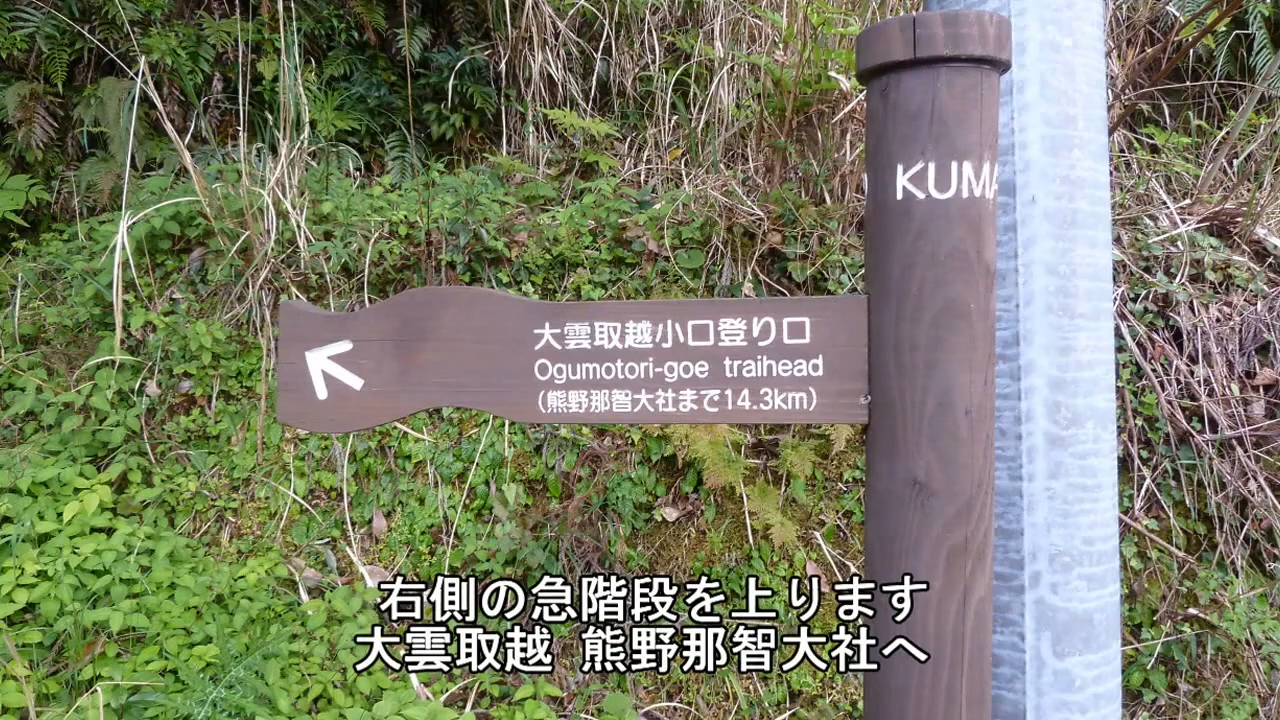 KUMA
大雲取越小口登り口
Ogumotori-goe traihead
(熊野那智大社まで14.3km)
右側の急階段を上ります
大雲取越 熊野那智大社へ